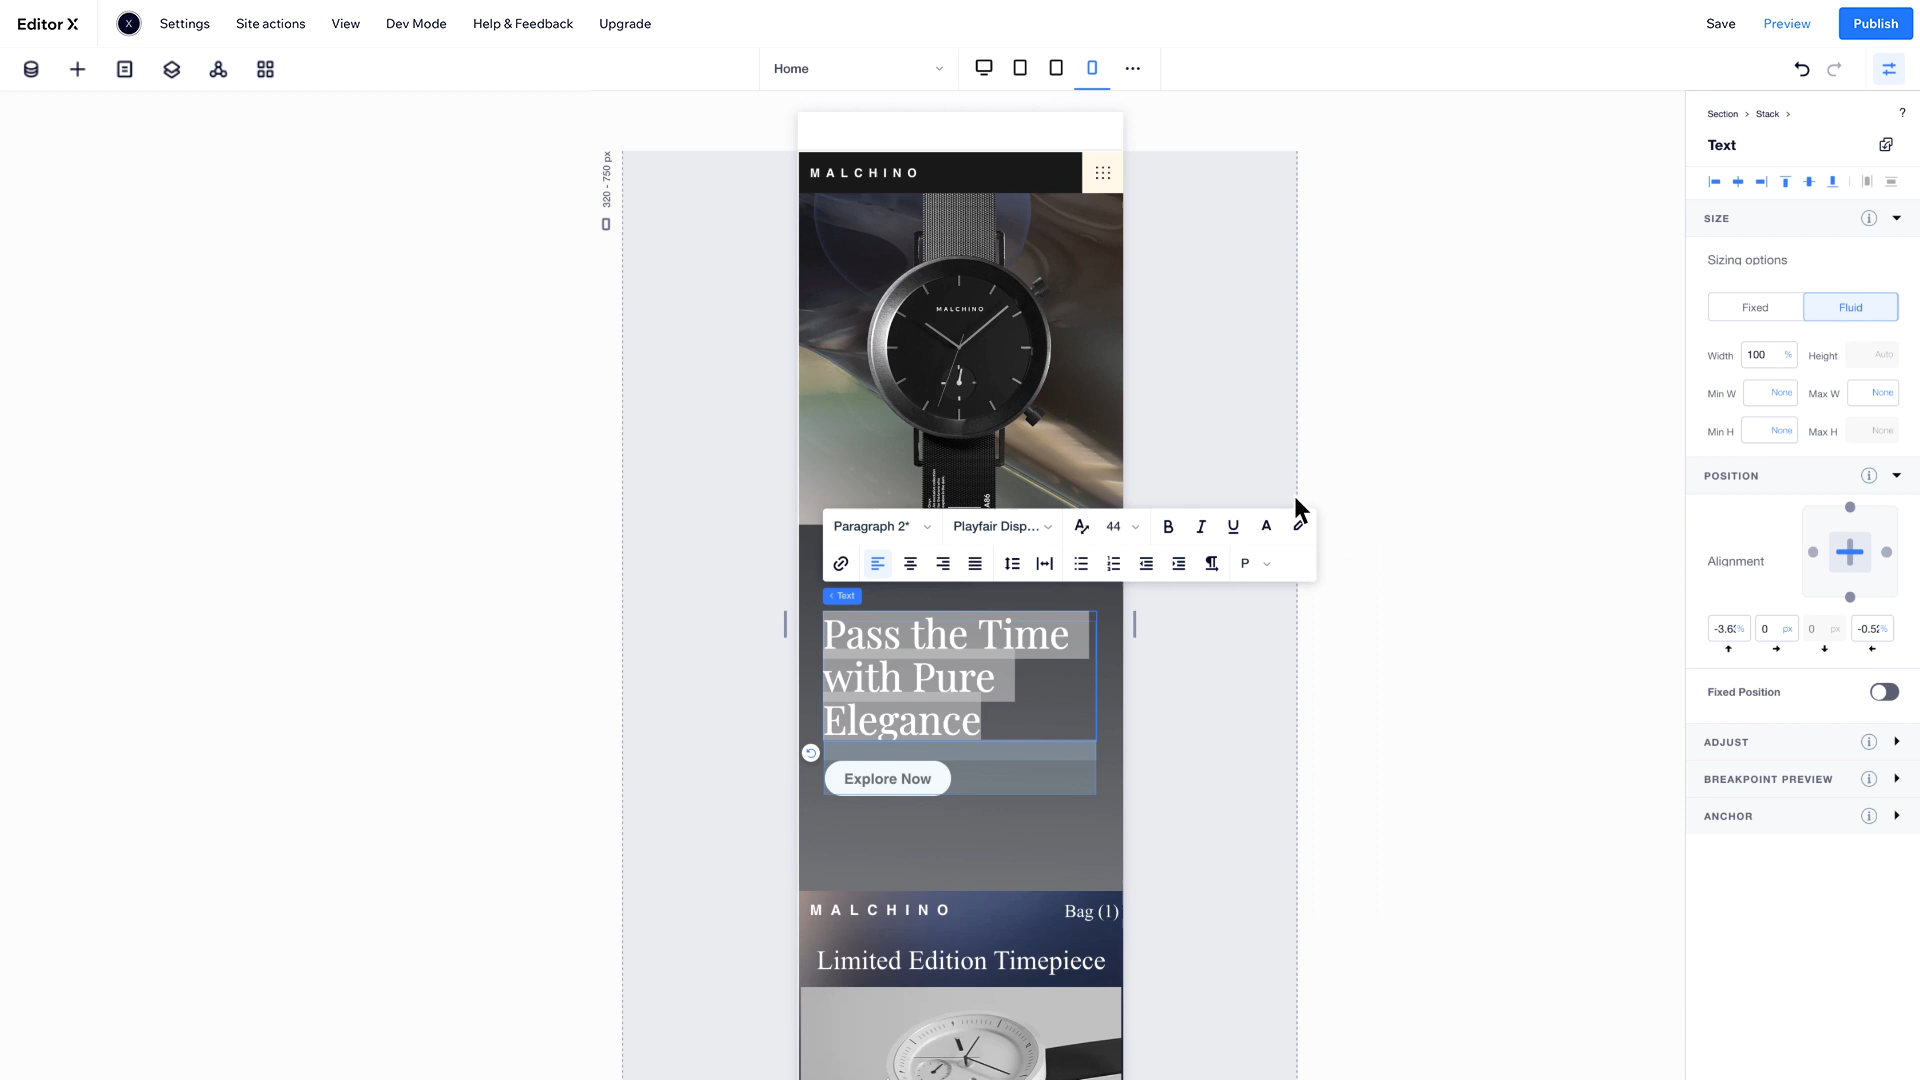 Editor X
X
Settings
Site actions
View
Dev Mode
Help & Feedback
Upgrade
Save
Preview
Publish
Home
320 - 750 px
MALCHINO
MALCHINO
A86
Section > Stack >
?
Text
SIZE
Sizing options
Fixed
Fluid
Width 100 % Height Auto
Min W None Max W None
Min H None Max H None
POSITION
Alignment
0 px 0 px
Fixed Position
ADJUST
BREAKPOINT PREVIEW
ANCHOR
Paragraph 2* Playfair Disp... 44 B I U A
P
< Text
Pass the Time
with Pure
Elegance
Explore Now
MALCHINO
Bag (1)
Limited Edition Timepiece